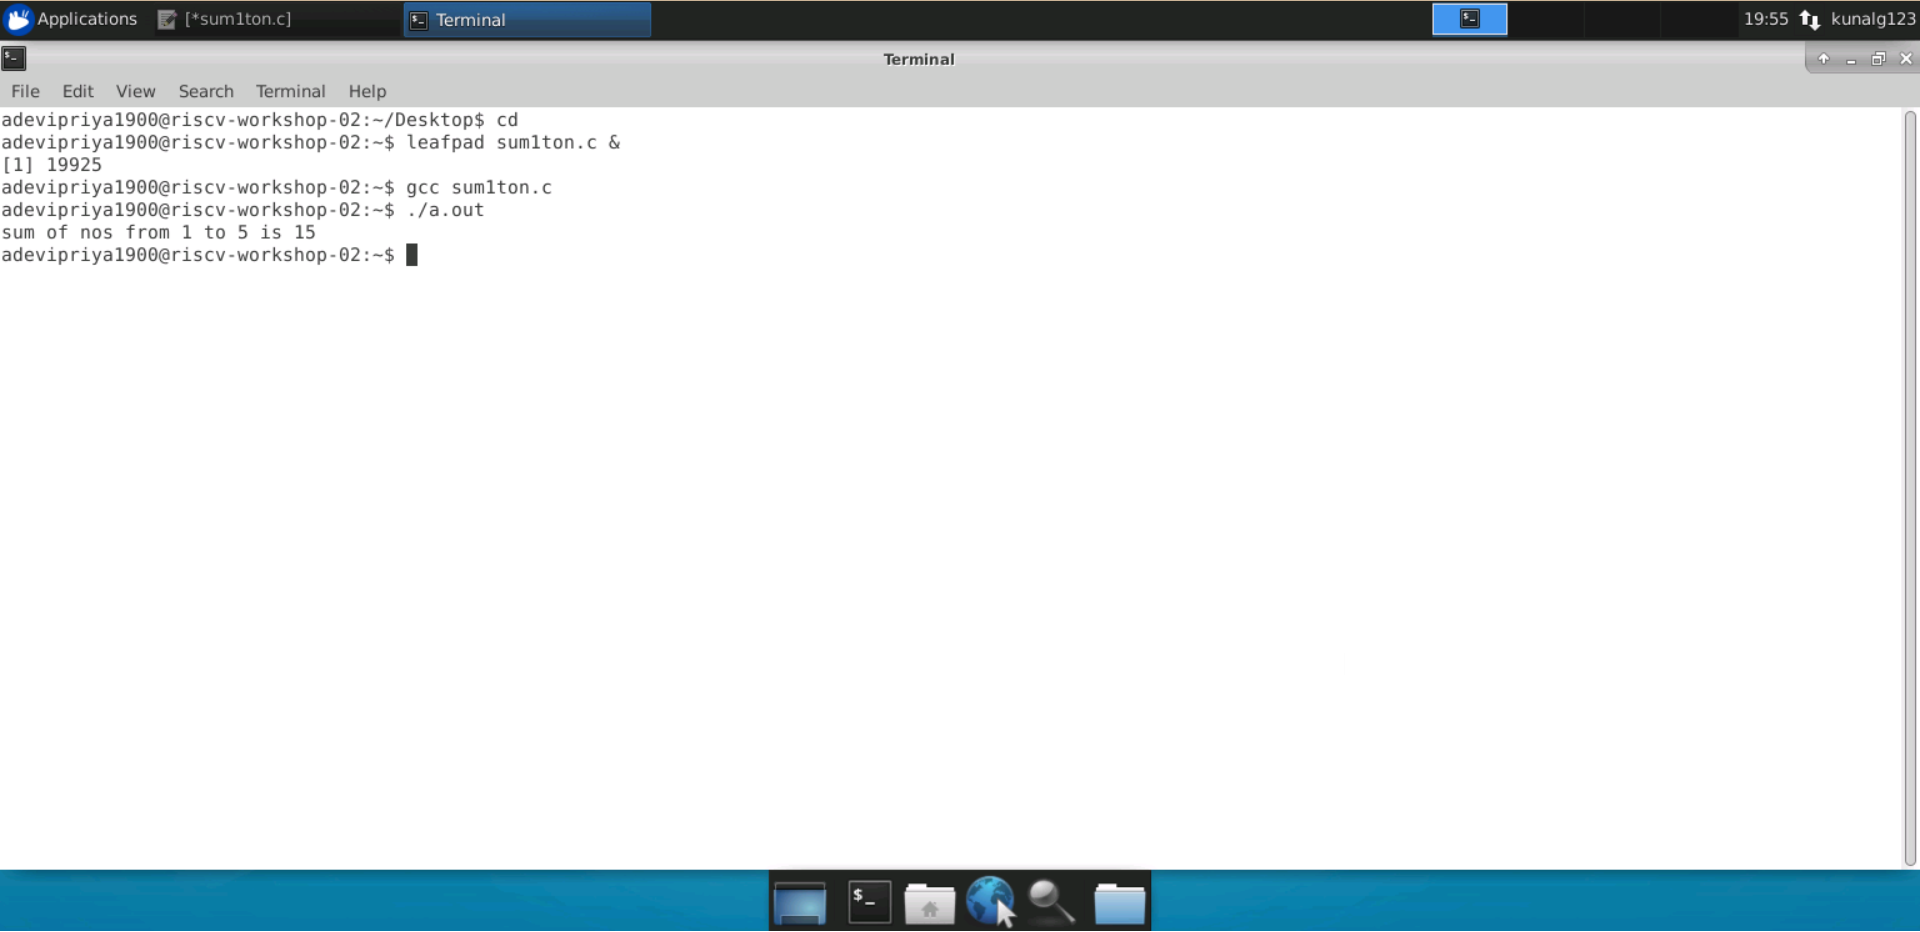 Applications [*sum1ton.c] Terminal 19:55 kunalg123
Terminal
File Edit View Search Terminal Help
adevipriya1900@riscv-workshop-02:~/Desktop$ cd
adevipriya1900@riscv-workshop-02:~$ leafpad sum1ton.c &
[1] 19925
adevipriya1900@riscv-workshop-02:~$ gcc sum1ton.c
adevipriya1900@riscv-workshop-02:~$ ./a.out
sum of nos from 1 to 5 is 15
adevipriya1900@riscv-workshop-02:~$